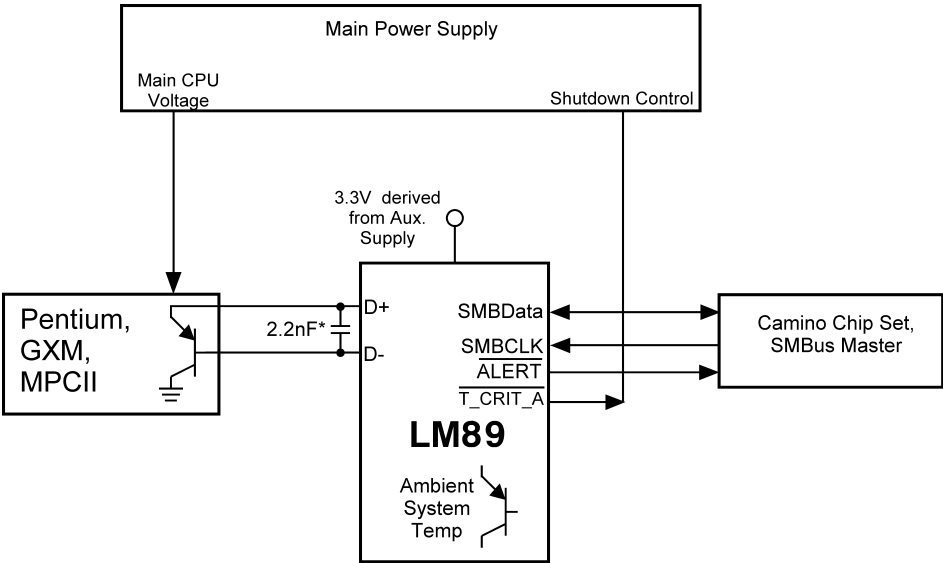 Main Power Supply
Main CPU
Voltage
Shutdown Control
3.3V derived
from Aux.
Supply
Pentium,
GXM,
MPCII
2.2nF*
D+
D-
SMBData
SMBCLK
ALERT
T_CRIT_A
LM89
Ambient
System
Temp
Camino Chip Set,
SMBus Master